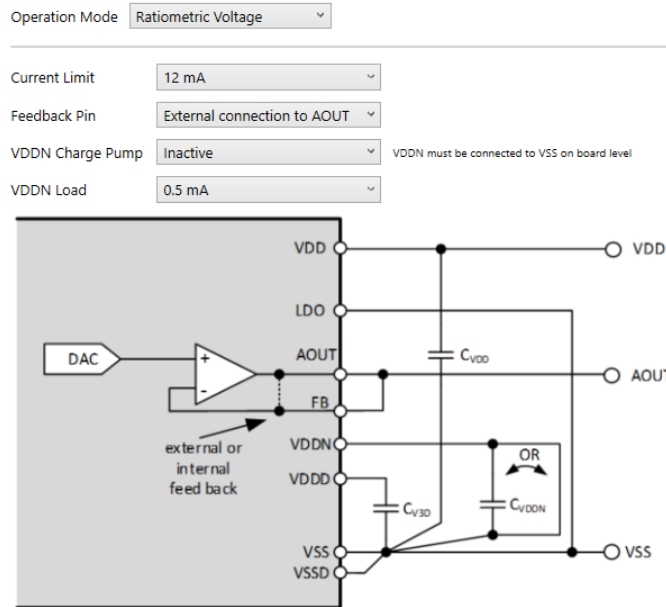 Operation Mode Ratiometric Voltage
Current Limit 12 mA
Feedback Pin External connection to AOUT
VDDN Charge Pump Inactive VDDN must be connected to VSS on board level
VDDN Load 0.5 mA
VDD VDD
LDO
DAC + AOUT CVDD
- AOUT
FB
external or
internal
feed back
VDDN OR
VDDD CV3D CVDDN
VSS VSS
VSSD